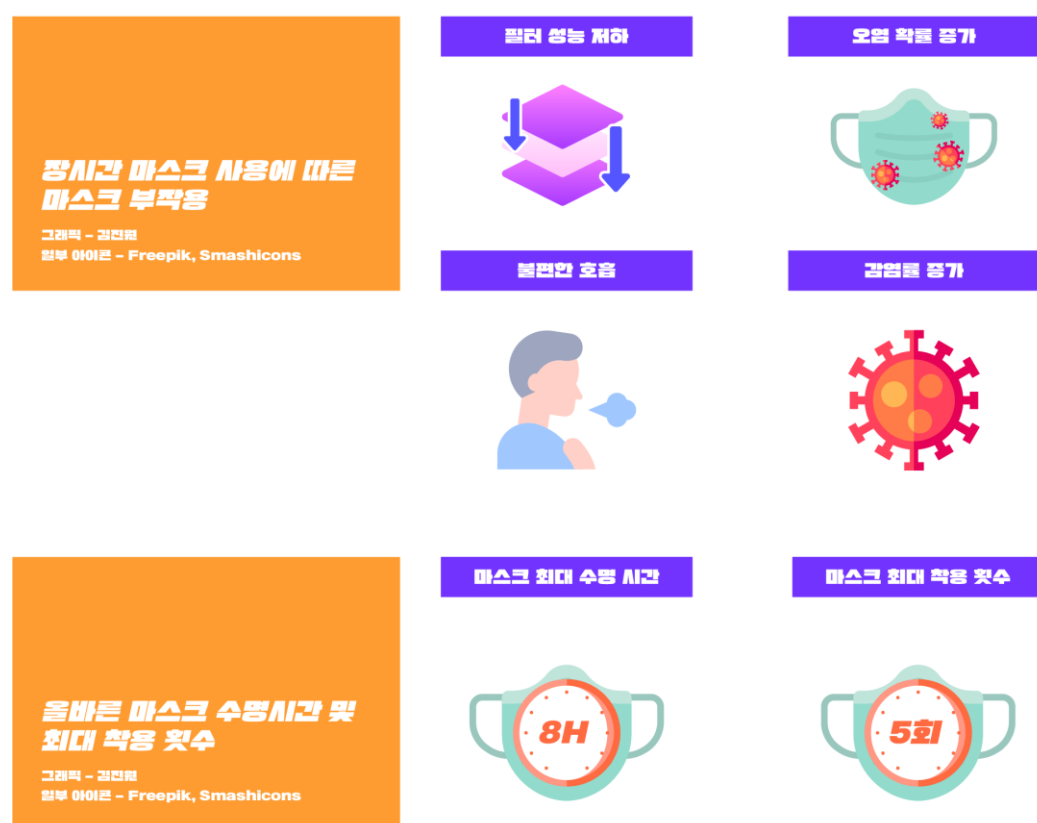 장시간 마스크 사용에 따른
마스크 부작용
그래픽 – 김진원
일부 아이콘 – Freepik, Smashicons
필터 성능 저하
오염 확률 증가
불편한 호흡
감염률 증가
올바른 마스크 수명시간 및
최대 착용 횟수
그래픽 – 김진원
일부 아이콘 – Freepik, Smashicons
마스크 최대 수명 시간
마스크 최대 착용 횟수
8H
5회